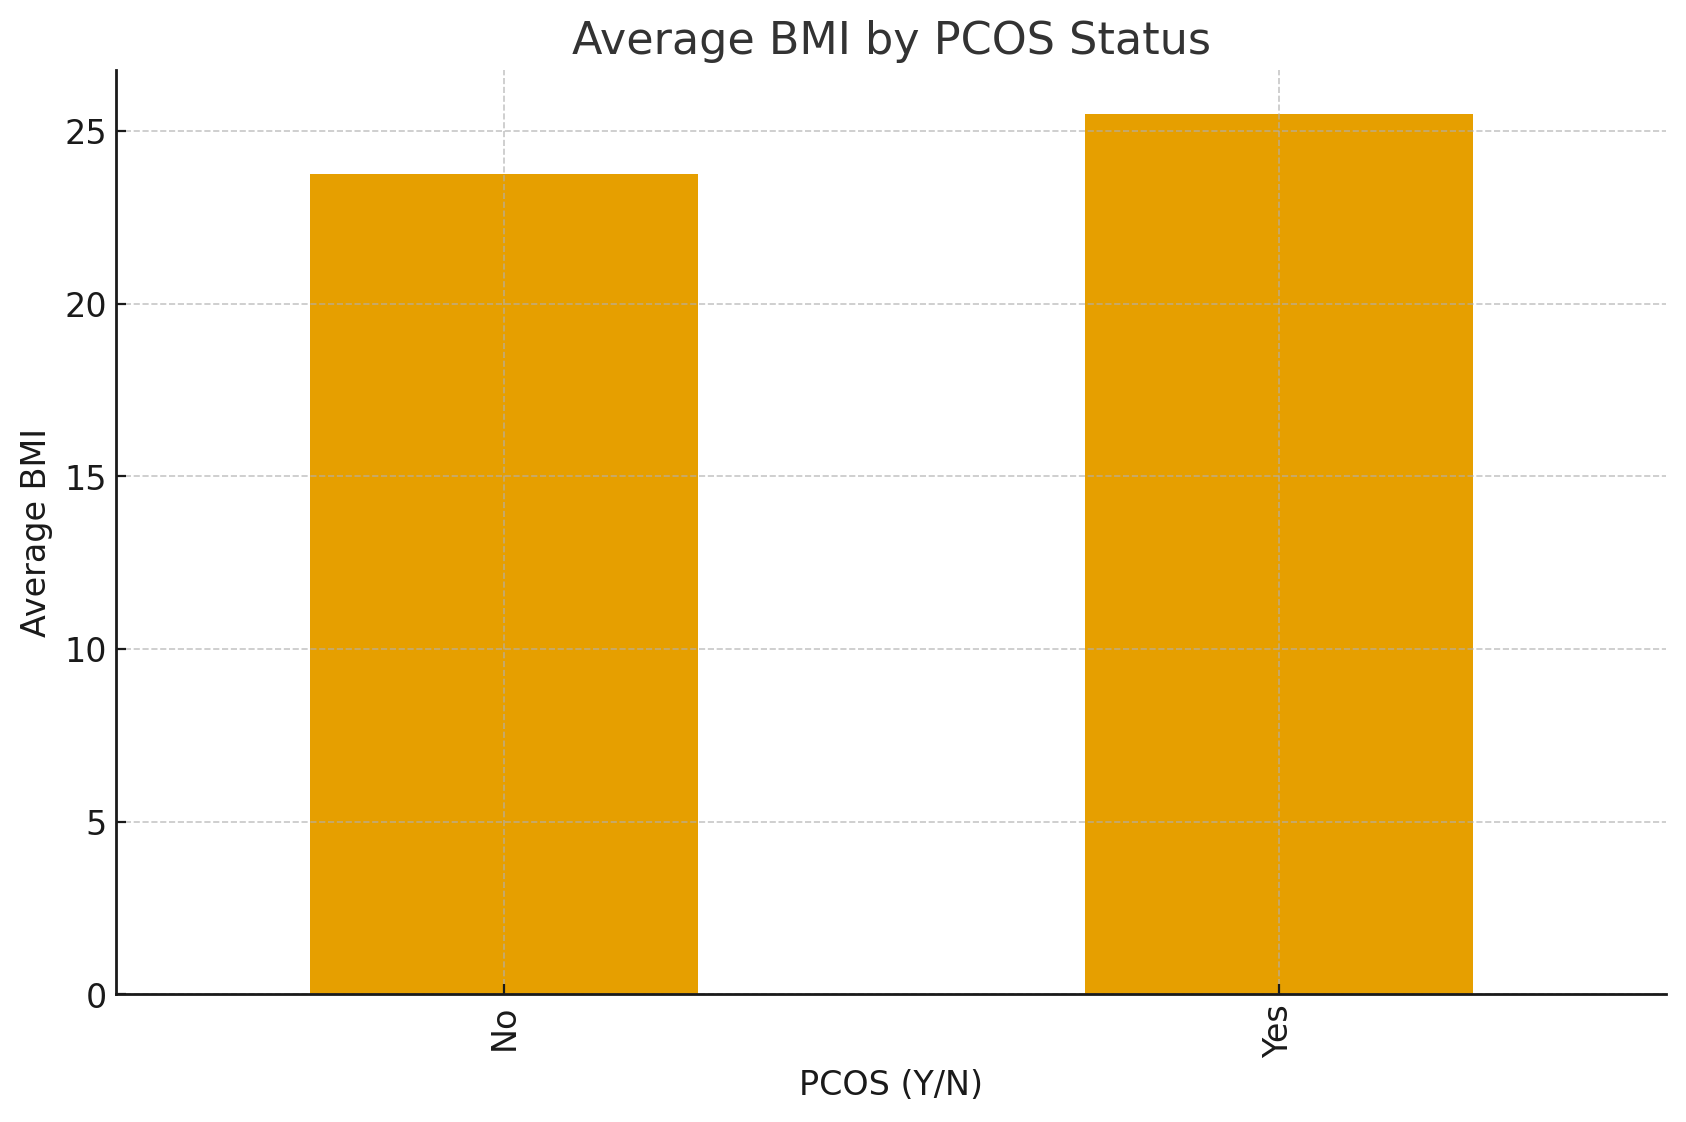 Average BMI by PCOS Status
Average BMI
25
20
15
10
5
0
No
Yes
PCOS (Y/N)